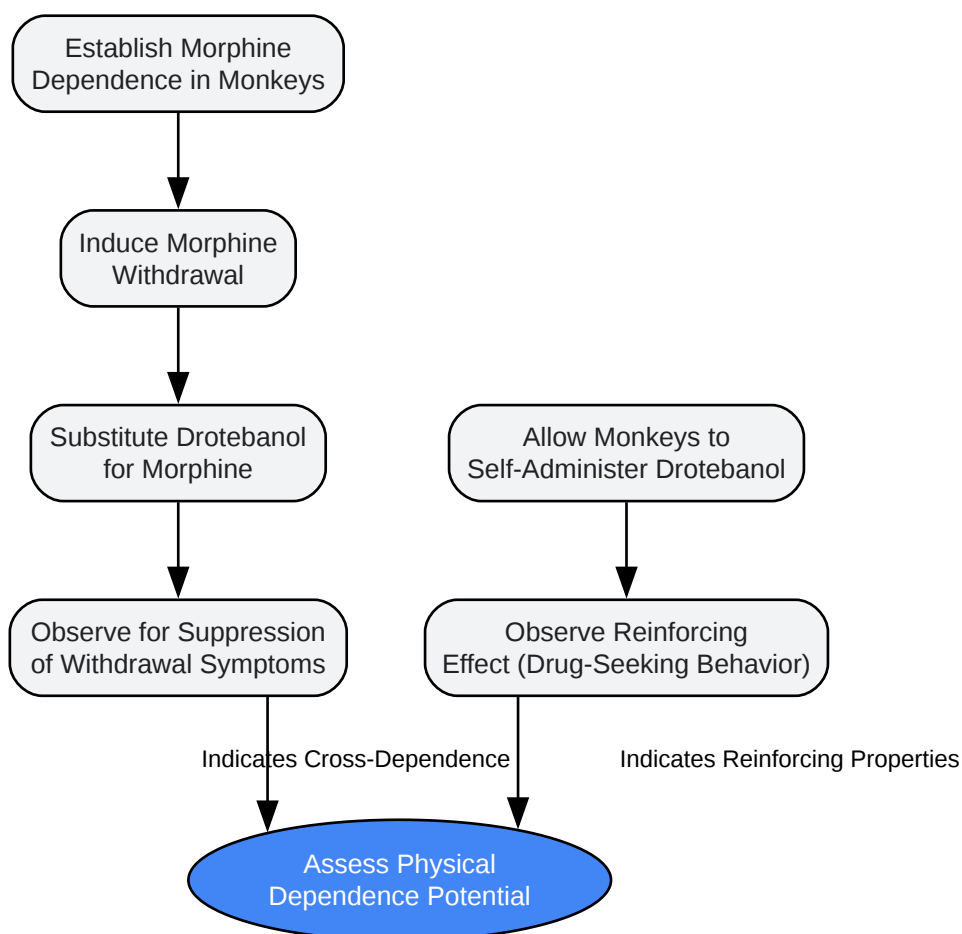 Establish Morphine
Dependence in Monkeys
Induce Morphine
Withdrawal
Substitute Drotebanol
for Morphine
Allow Monkeys to
Self-Administer Drotebanol
Observe for Suppression
of Withdrawal Symptoms
Observe Reinforcing
Effect (Drug-Seeking Behavior)
Indicates Cross-Dependence
Indicates Reinforcing Properties
Assess Physical
Dependence Potential